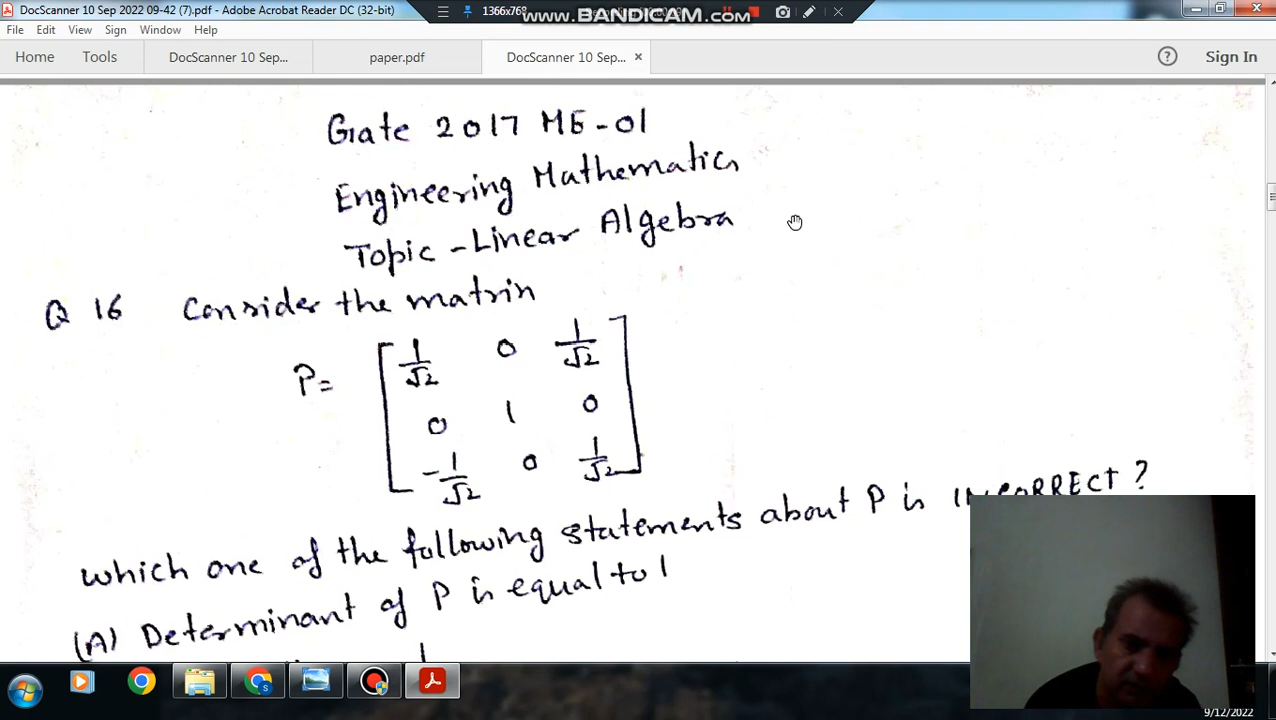 DocScanner 10 Sep 2022 09-42 (7).pdf - Adobe Acrobat Reader DC (32-bit)
1366x768
www.BANDICAM.com
File Edit View Sign Window Help
Home Tools DocScanner 10 Sep... paper.pdf DocScanner 10 Sep... × Sign In
Gate 2017 ME-01
Engineering Mathematics
Topic - Linear Algebra
Q 16 Consider the matrix
P = [ 1/√2 0 1/√2
0 1 0
-1/√2 0 1/√2 ]
which one of the following statements about P is INCORRECT?
(A) Determinant of P is equal to 1
9/12/2022